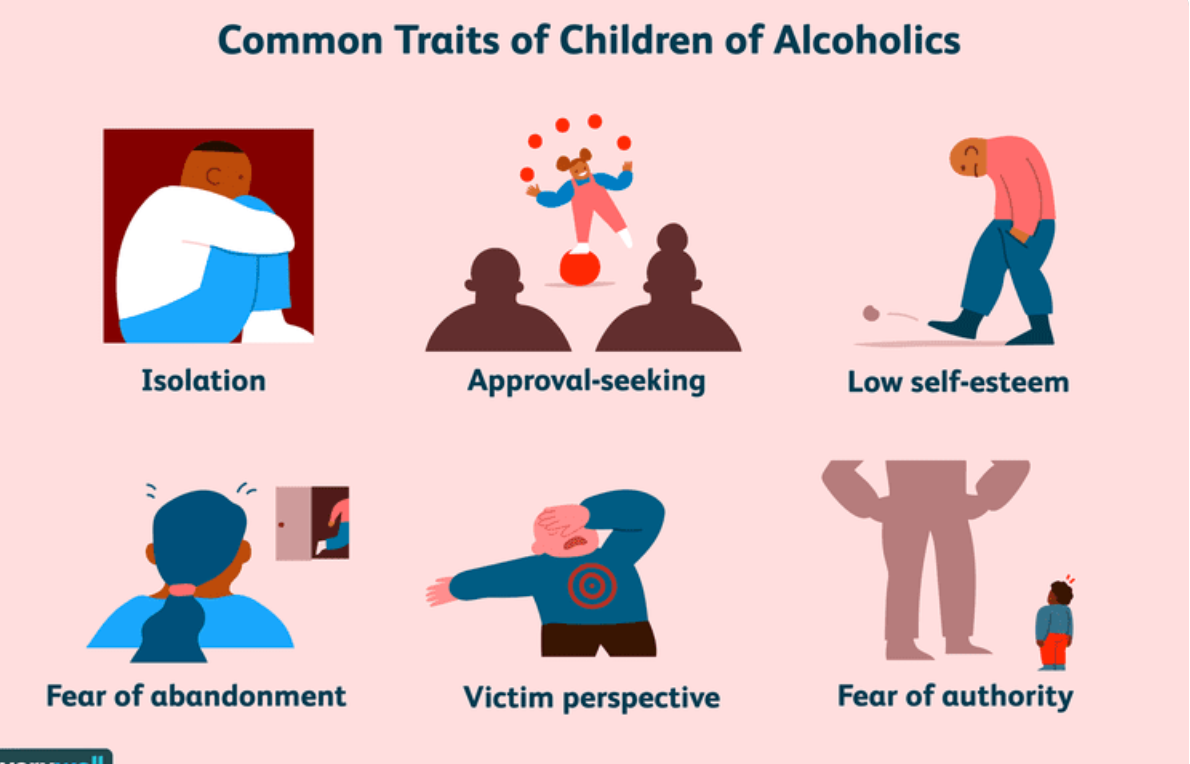 Common Traits of Children of Alcoholics
Isolation
Approval-seeking
Low self-esteem
Fear of abandonment
Victim perspective
Fear of authority